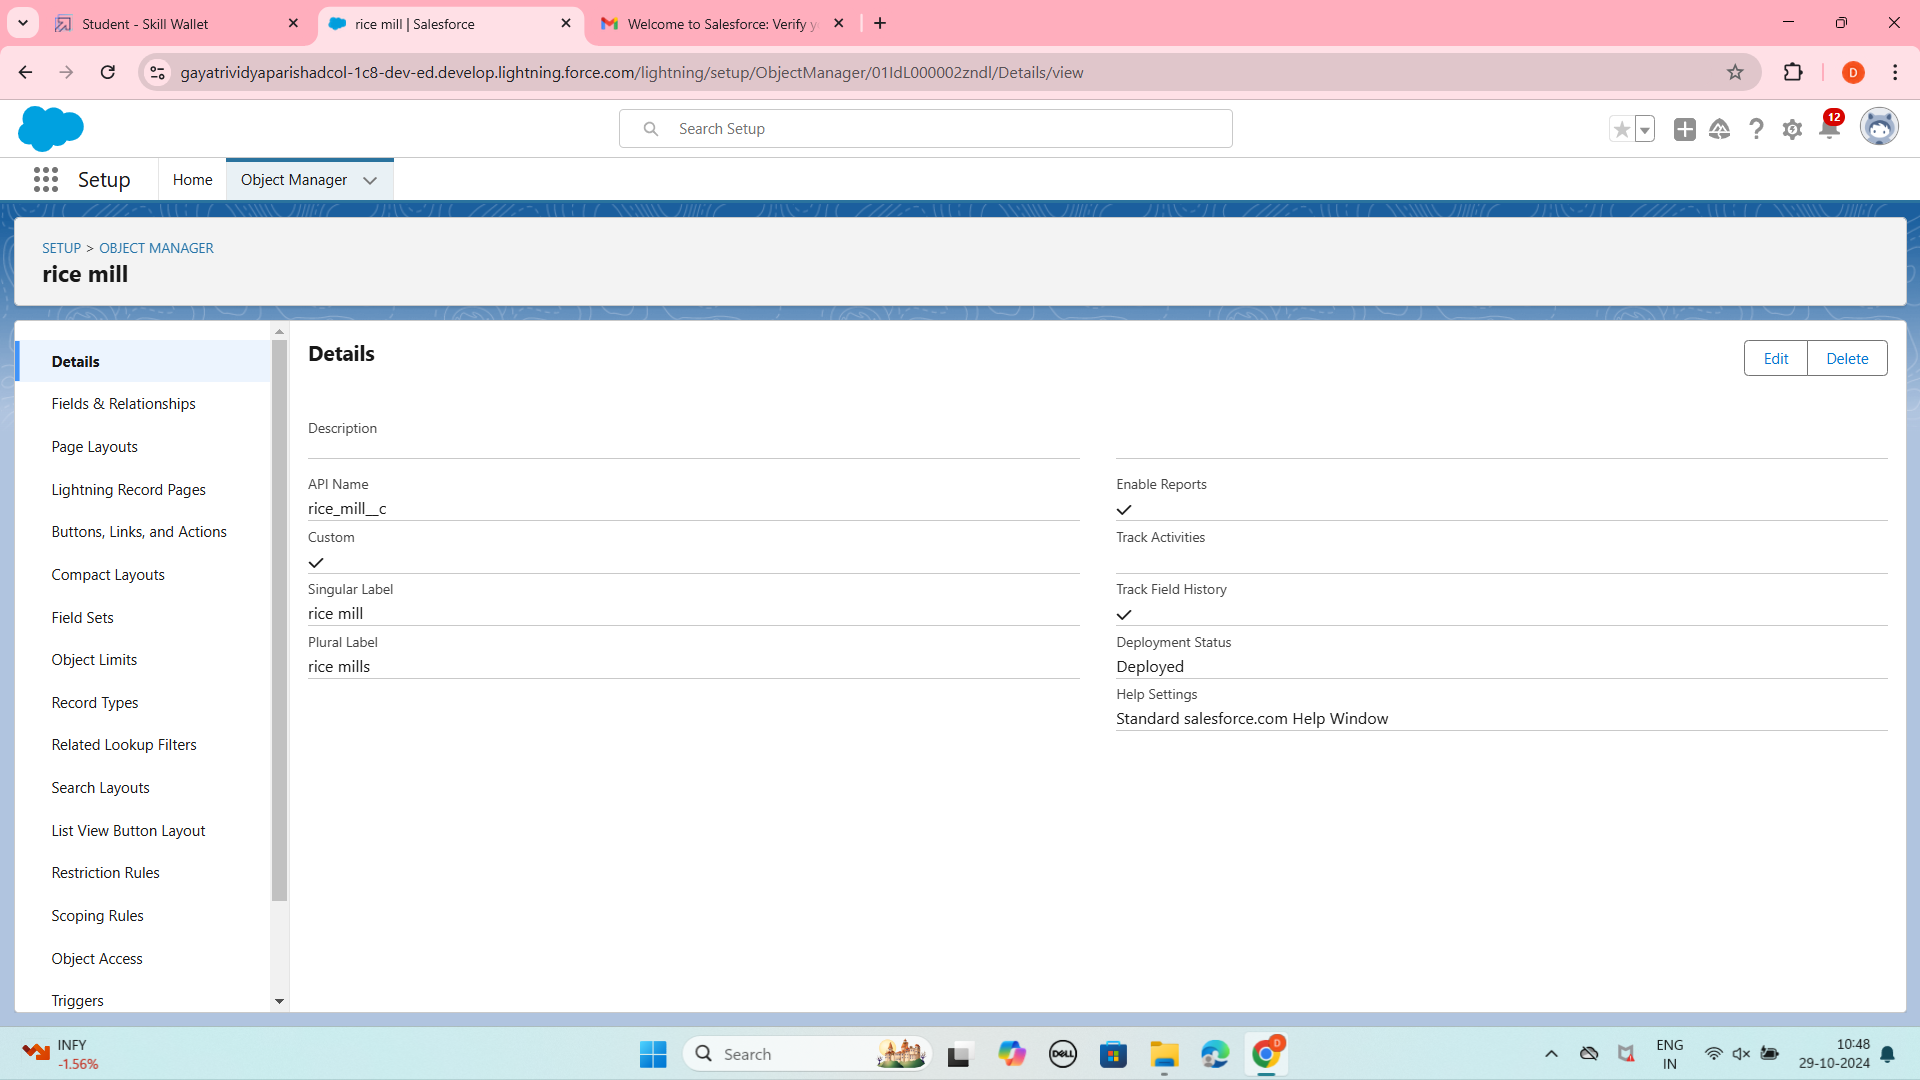 Student - Skill Wallet
rice mill | Salesforce
Welcome to Salesforce: Verify y
gayatrividyaparishadcol-1c8-dev-ed.develop.lightning.force.com/lightning/setup/ObjectManager/01IdL000002zndl/Details/view
D
Search Setup
12
Setup
Home
Object Manager
SETUP > OBJECT MANAGER
rice mill
Details
Fields & Relationships
Page Layouts
Lightning Record Pages
Buttons, Links, and Actions
Compact Layouts
Field Sets
Object Limits
Record Types
Related Lookup Filters
Search Layouts
List View Button Layout
Restriction Rules
Scoping Rules
Object Access
Triggers
Details
Edit
Delete
Description
API Name
rice_mill__c
Custom
Singular Label
rice mill
Plural Label
rice mills
Enable Reports
Track Activities
Track Field History
Deployment Status
Deployed
Help Settings
Standard salesforce.com Help Window
INFY
-1.56%
Search
DELL
D
ENG
IN
10:48
29-10-2024